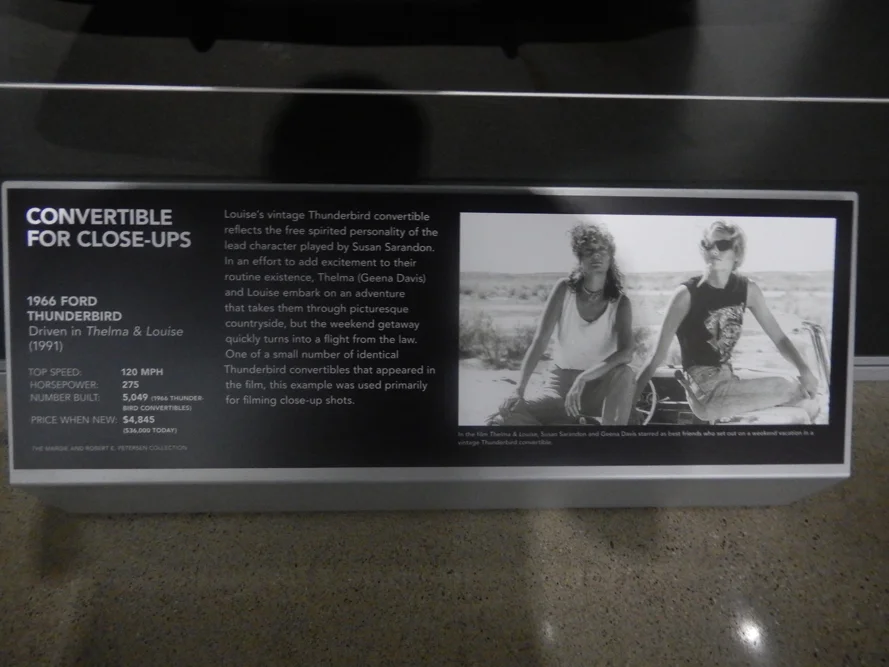 CONVERTIBLE
FOR CLOSE-UPS
1966 FORD
THUNDERBIRD
Driven in Thelma & Louise
(1991)
TOP SPEED: 120 MPH
HORSEPOWER: 275
NUMBER BUILT: 5,049 (1966 THUNDER-
BIRD CONVERTIBLES)
PRICE WHEN NEW: $4,845
($36,000 TODAY)
THE MARGIE AND ROBERT E. PETERSEN COLLECTION
Louise's vintage Thunderbird convertible
reflects the free spirited personality of the
lead character played by Susan Sarandon.
In an effort to add excitement to their
routine existence, Thelma (Geena Davis)
and Louise embark on an adventure
that takes them through picturesque
countryside, but the weekend getaway
quickly turns into a flight from the law.
One of a small number of identical
Thunderbird convertibles that appeared in
the film, this example was used primarily
for filming close-up shots.
In the film Thelma & Louise, Susan Sarandon and Geena Davis starred as best friends who set out on a weekend vacation in a
vintage Thunderbird convertible.